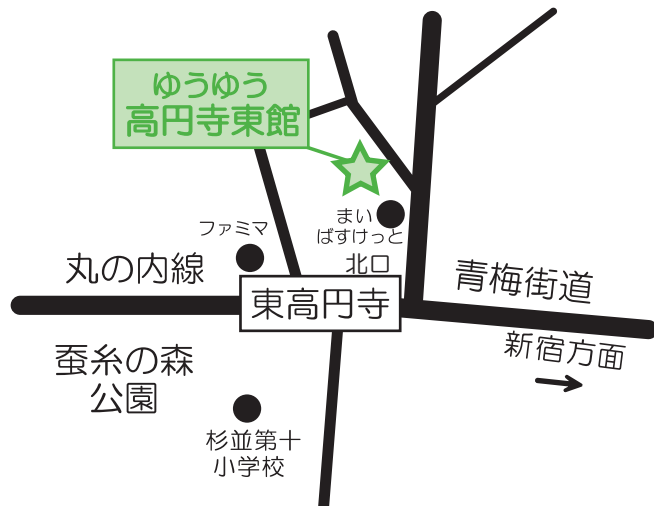 ゆうゆう
高円寺東館
まい
ばすけっと
ファミマ
北口
丸の内線
青梅街道
東高円寺
新宿方面
蚕糸の森
公園
杉並第十
小学校